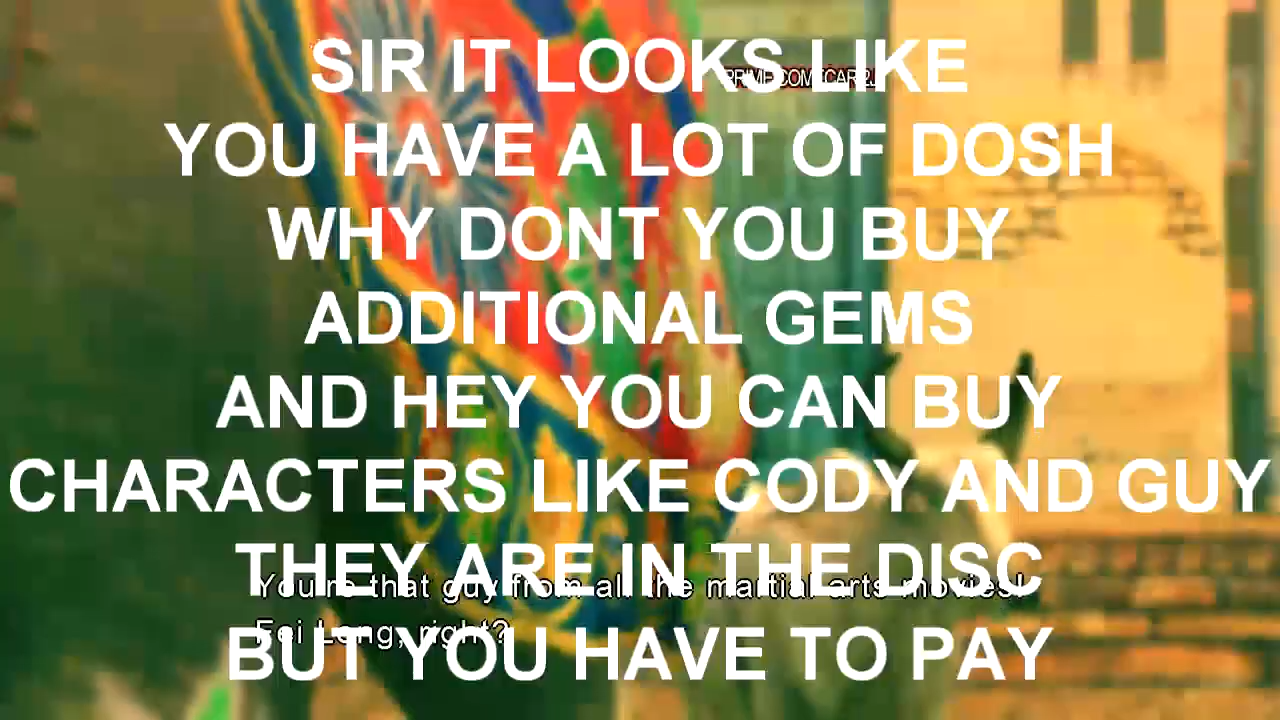 SIR IT LOOKS LIKE
YOU HAVE A LOT OF DOSH
WHY DONT YOU BUY
ADDITIONAL GEMS
AND HEY YOU CAN BUY
CHARACTERS LIKE CODY AND GUY
THEY ARE IN THE DISC
You're that guy from all the martial arts movies!
Fei Long, right?
BUT YOU HAVE TO PAY